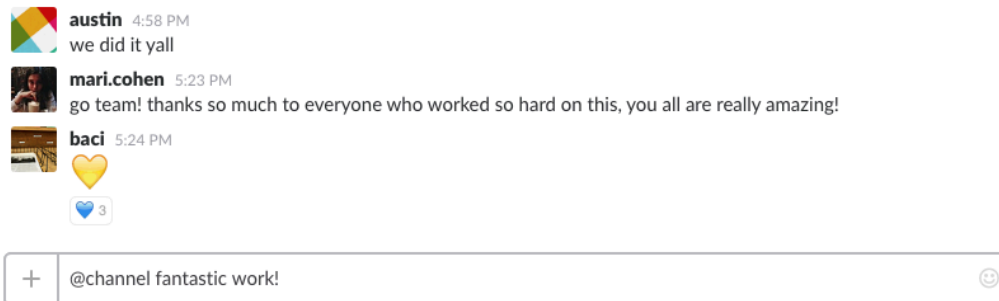 austin 4:58 PM
we did it yall
mari.cohen 5:23 PM
go team! thanks so much to everyone who worked so hard on this, you all are really amazing!
baci 5:24 PM
3
@channel fantastic work!